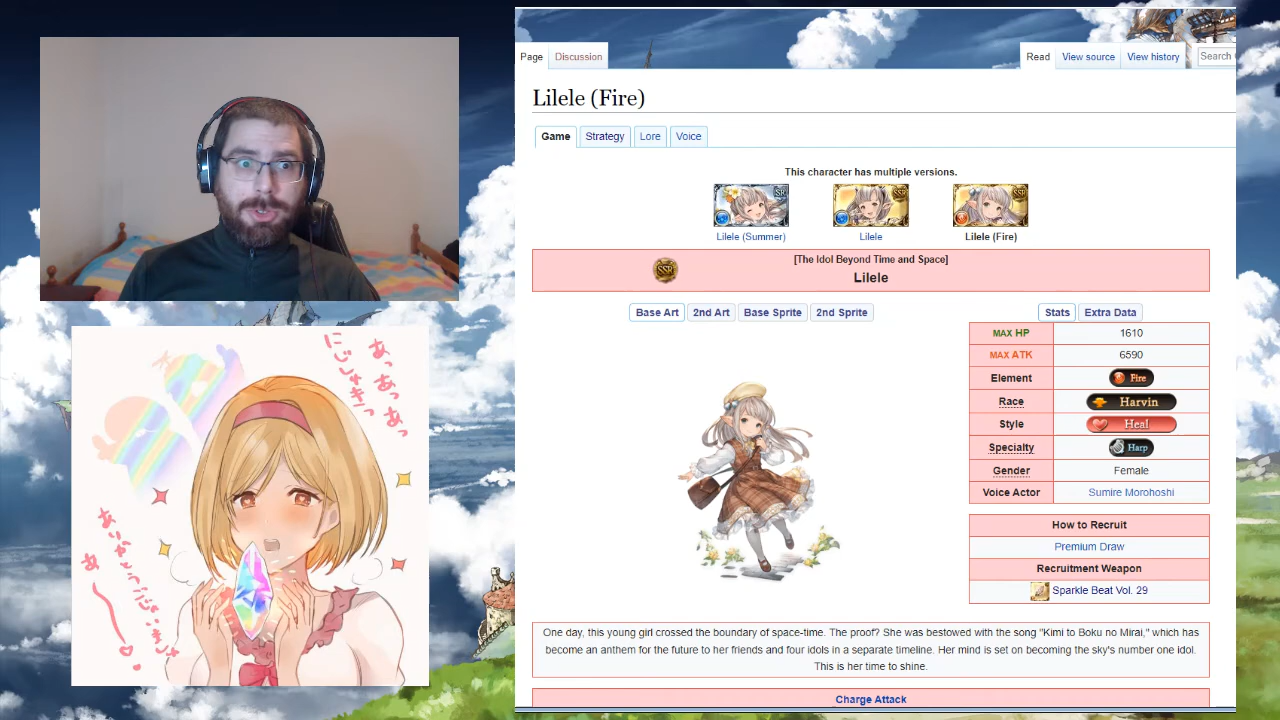 Page
Discussion
Read
View source
View history
Search
Lilele (Fire)
Game
Strategy
Lore
Voice
This character has multiple versions.
SR
SSR
SSR
Lilele (Summer)
Lilele
Lilele (Fire)
SSR
[The Idol Beyond Time and Space]
Lilele
Base Art
2nd Art
Base Sprite
2nd Sprite
Stats
Extra Data
MAX HP
1610
MAX ATK
6590
Element
Fire
Race
Harvin
Style
Heal
Specialty
Harp
Gender
Female
Voice Actor
Sumire Morohoshi
How to Recruit
Premium Draw
Recruitment Weapon
Sparkle Beat Vol. 29
One day, this young girl crossed the boundary of space-time. The proof? She was bestowed with the song "Kimi to Boku no Mirai," which has
become an anthem for the future to her friends and four idols in a separate timeline. Her mind is set on becoming the sky's number one idol.
This is her time to shine.
Charge Attack
あっあっあっ